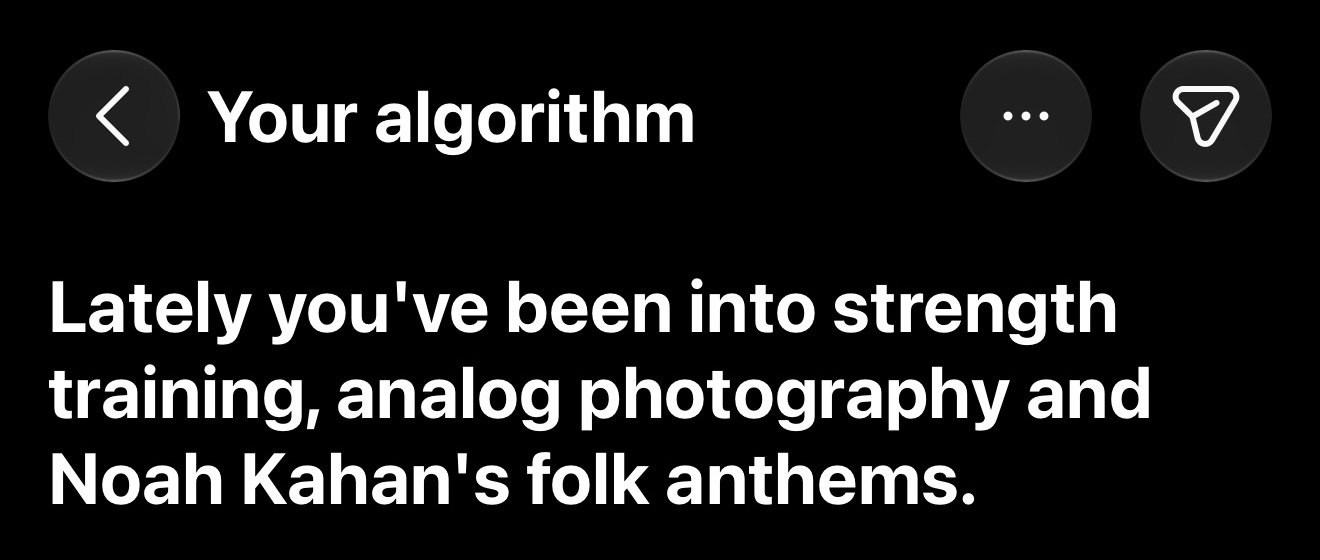 Your algorithm
Lately you've been into strength
training, analog photography and
Noah Kahan's folk anthems.